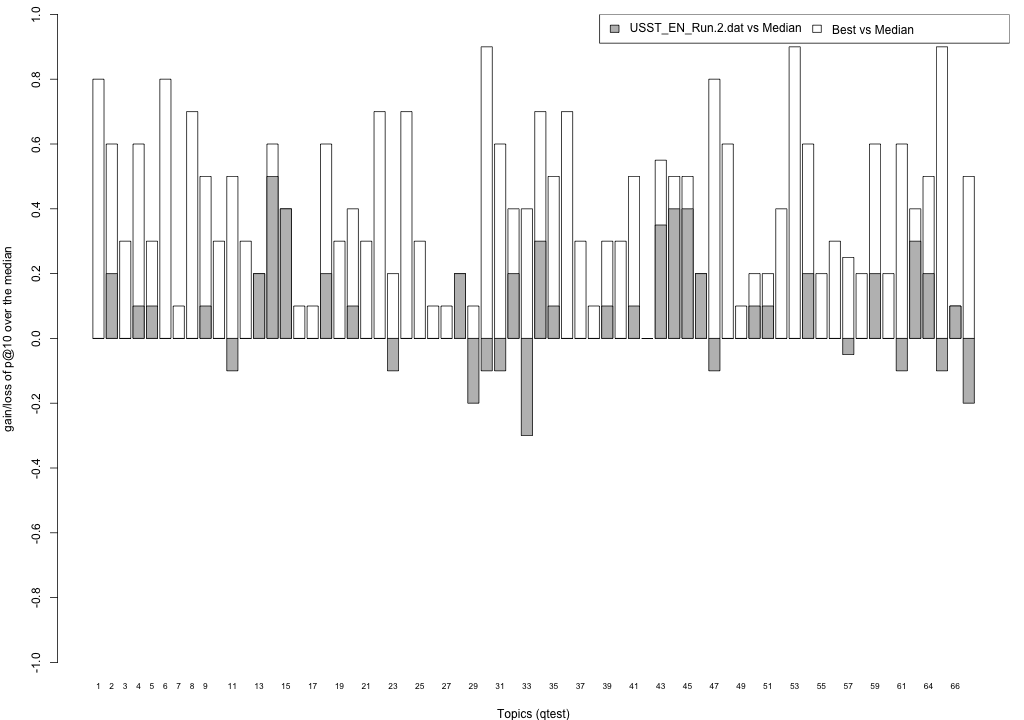 USST_EN_Run.2.dat vs Median Best vs Median
gain/loss of p@10 over the median
1.0
0.8
0.6
0.4
0.2
0.0
-0.2
-0.4
-0.6
-0.8
-1.0
1 2 3 4 5 6 7 8 9 11 13 15 17 19 21 23 25 27 29 31 33 35 37 39 41 43 45 47 49 51 53 55 57 59 61 64 66
Topics (qtest)